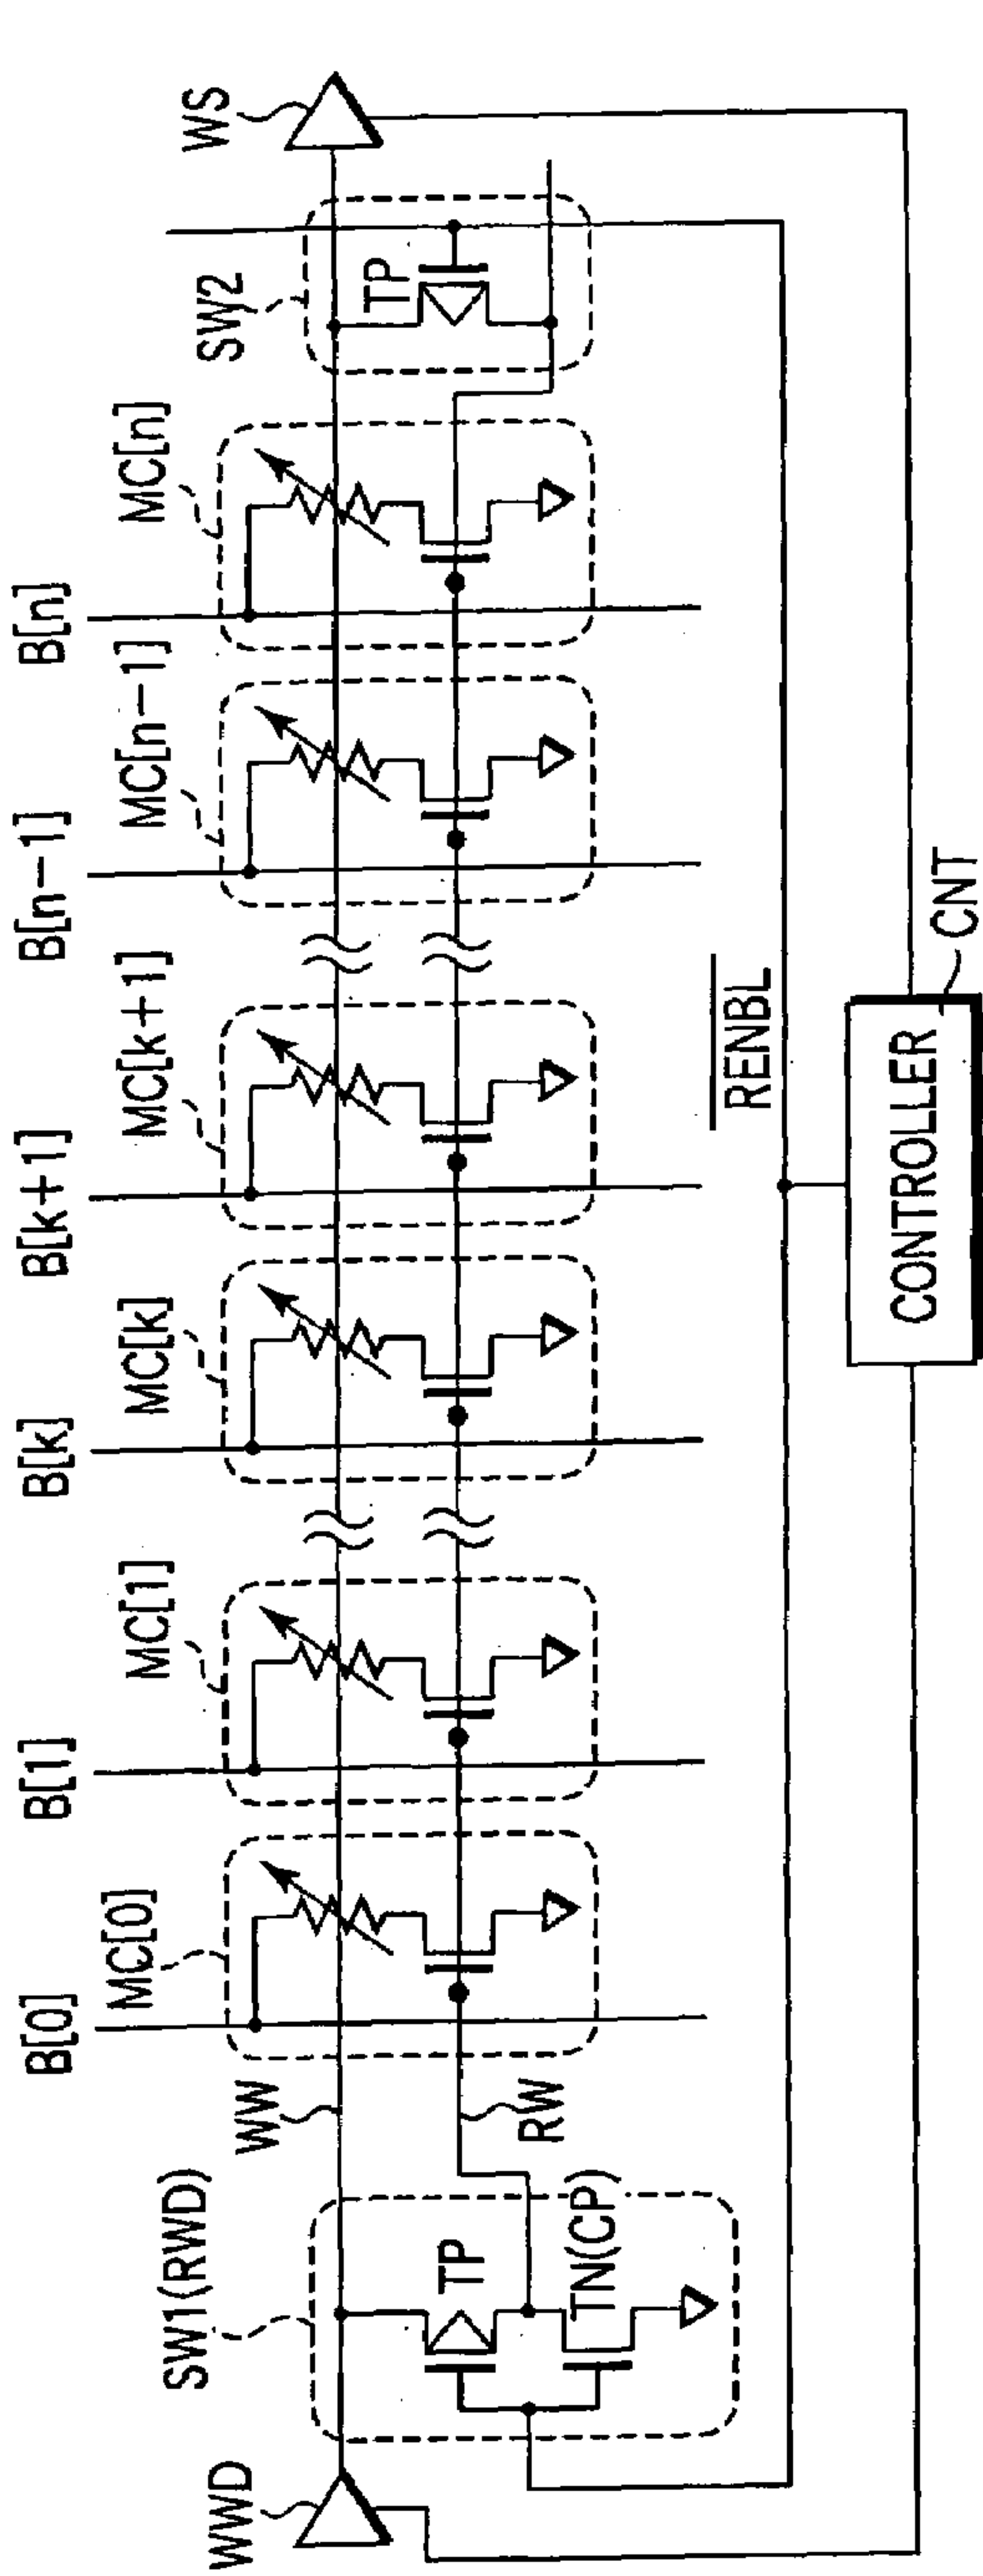 B[0]
B[1]
B[k]
B[k+1]
B[n-1]
B[n]
MC[0]
MC[1]
MC[k]
MC[k+1]
MC[n-1]
MC[n]
SW2
WS
WWD
SW1(RWD)
WW
TP
TP
TN(CP)
RW
RENBL
CONTROLLER
CNT